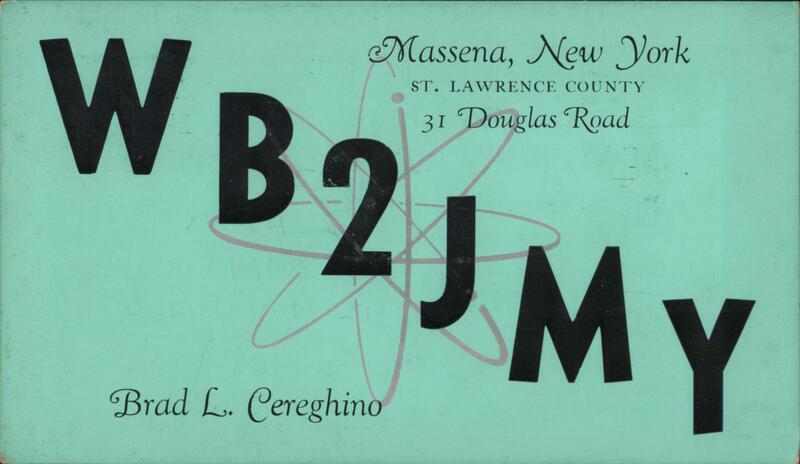 Massena, New York
ST. LAWRENCE COUNTY
31 Douglas Road
WB2JMY
Brad L. Cereghino